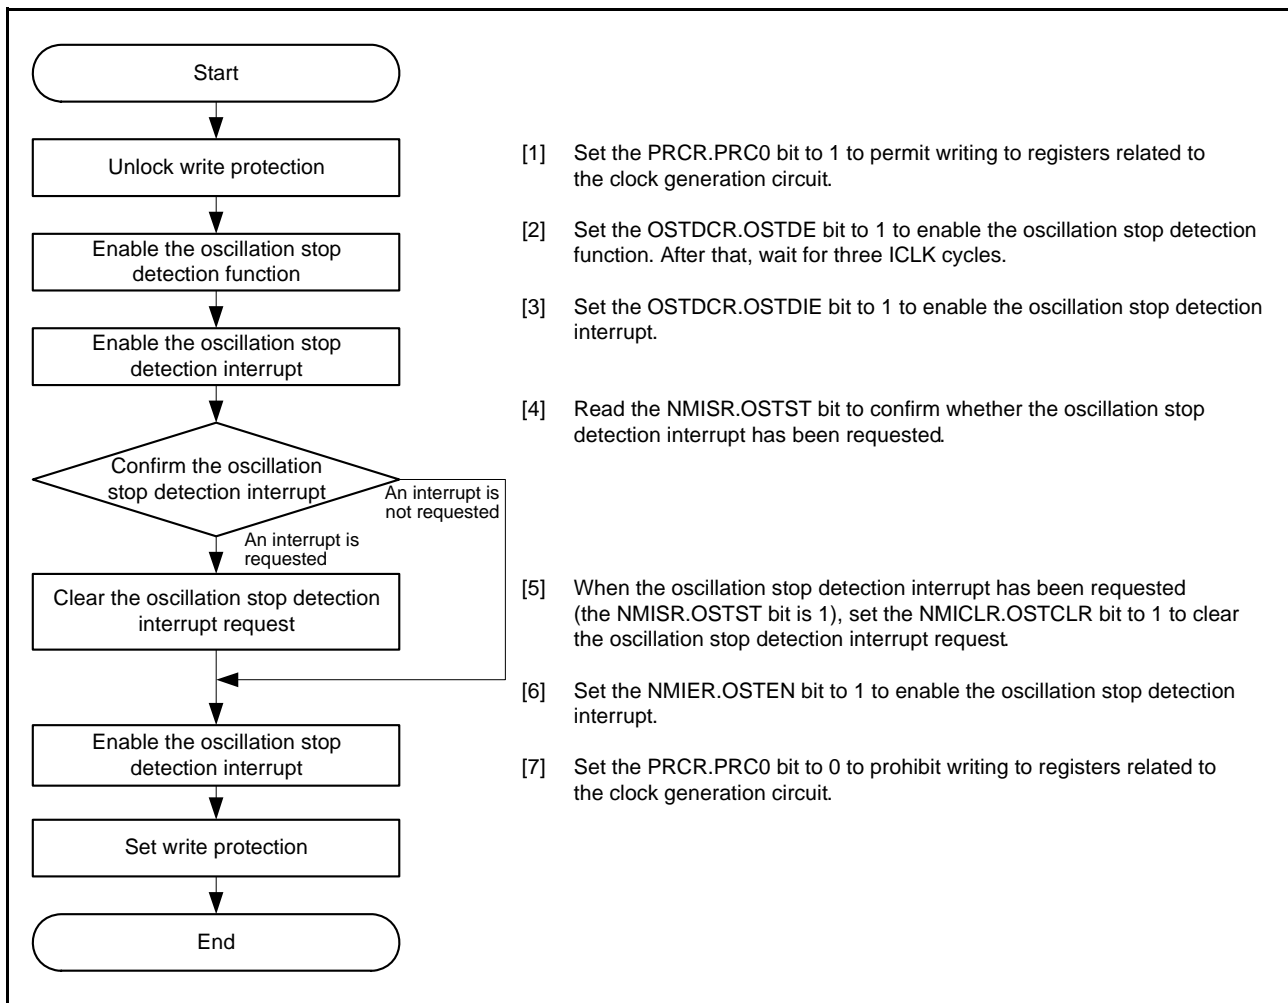 Start
Unlock write protection
Enable the oscillation stop
detection function
Enable the oscillation stop
detection interrupt
Confirm the oscillation
stop detection interrupt
An interrupt is
not requested
An interrupt is
requested
Clear the oscillation stop detection
interrupt request
Enable the oscillation stop
detection interrupt
Set write protection
End
[1] Set the PRCR.PRC0 bit to 1 to permit writing to registers related to
the clock generation circuit.
[2] Set the OSTDCR.OSTDE bit to 1 to enable the oscillation stop detection
function. After that, wait for three ICLK cycles.
[3] Set the OSTDCR.OSTDIE bit to 1 to enable the oscillation stop detection
interrupt.
[4] Read the NMISR.OSTST bit to confirm whether the oscillation stop
detection interrupt has been requested.
[5] When the oscillation stop detection interrupt has been requested
(the NMISR.OSTST bit is 1), set the NMICLR.OSTCLR bit to 1 to clear
the oscillation stop detection interrupt request.
[6] Set the NMIER.OSTEN bit to 1 to enable the oscillation stop detection
interrupt.
[7] Set the PRCR.PRC0 bit to 0 to prohibit writing to registers related to
the clock generation circuit.